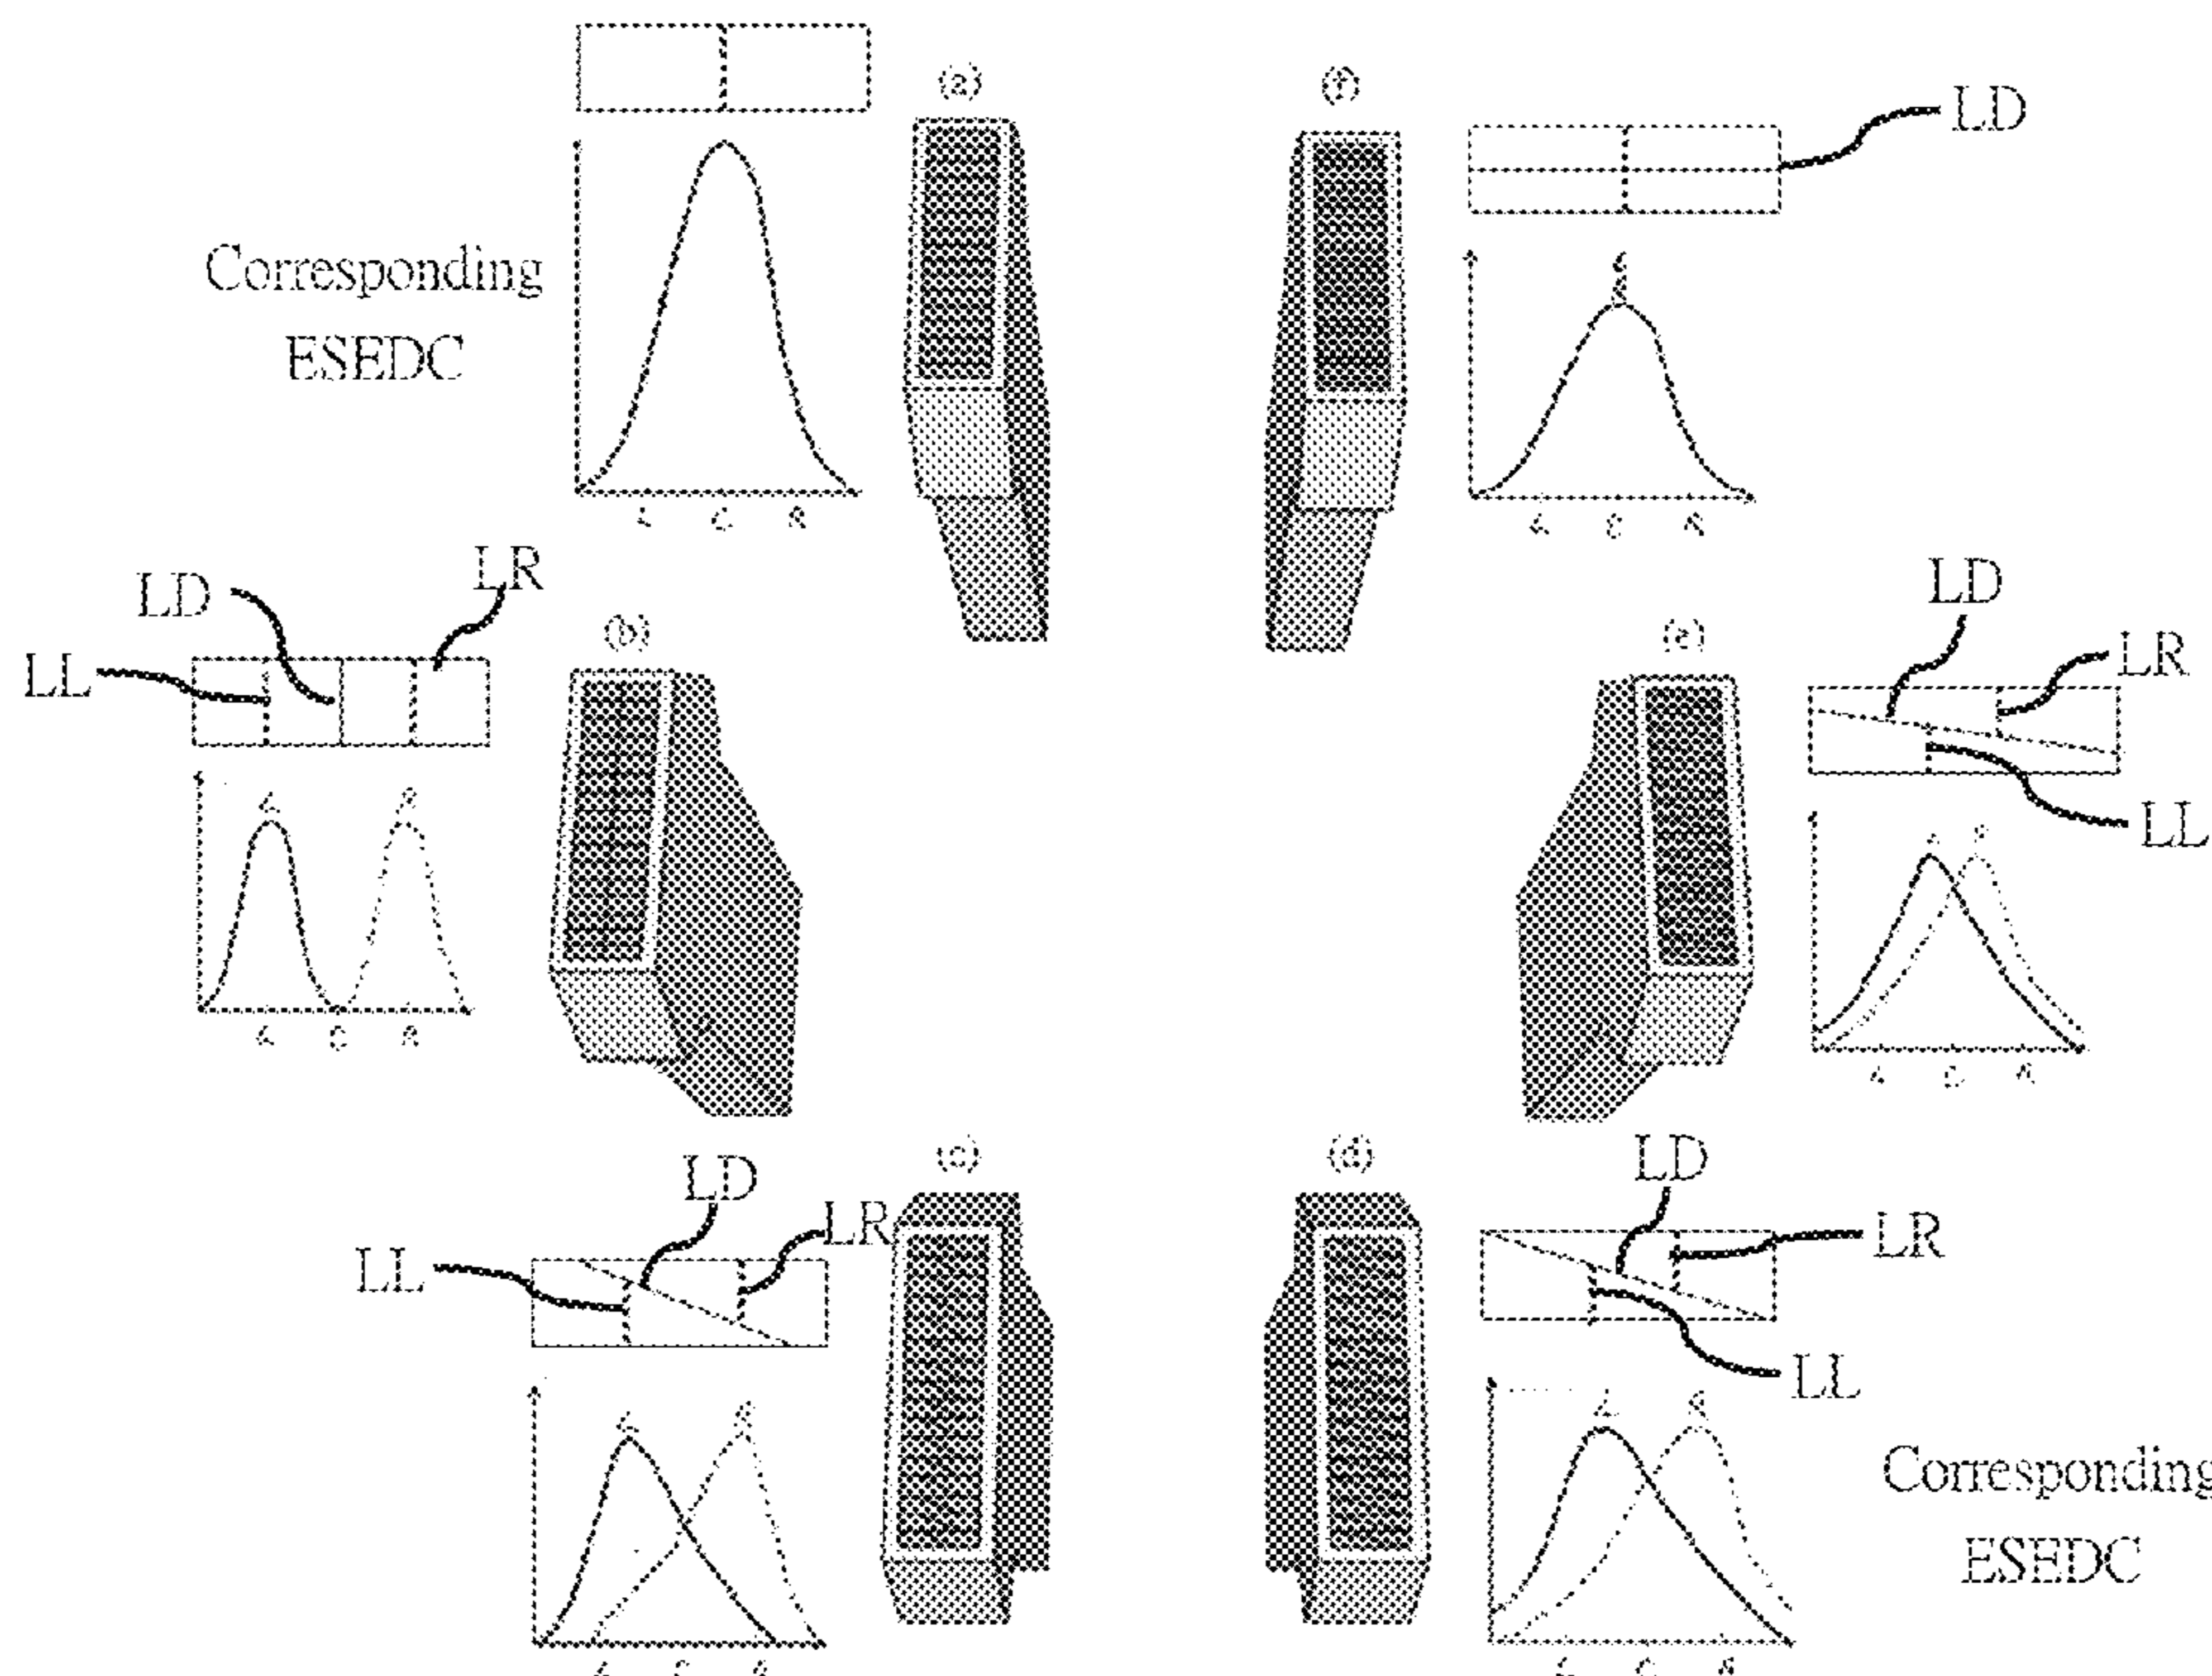 (a)
(f)
LD
Corresponding
ESEDC
L C R
L C R
LD
LR
LL
(b)
L R
L C R
(e)
LD
LR
LL
L R
L C R
(c)
LD
LR
LL
L R
L C R
(d)
LD
LR
LL
L R
L C R
Corresponding
ESEDC